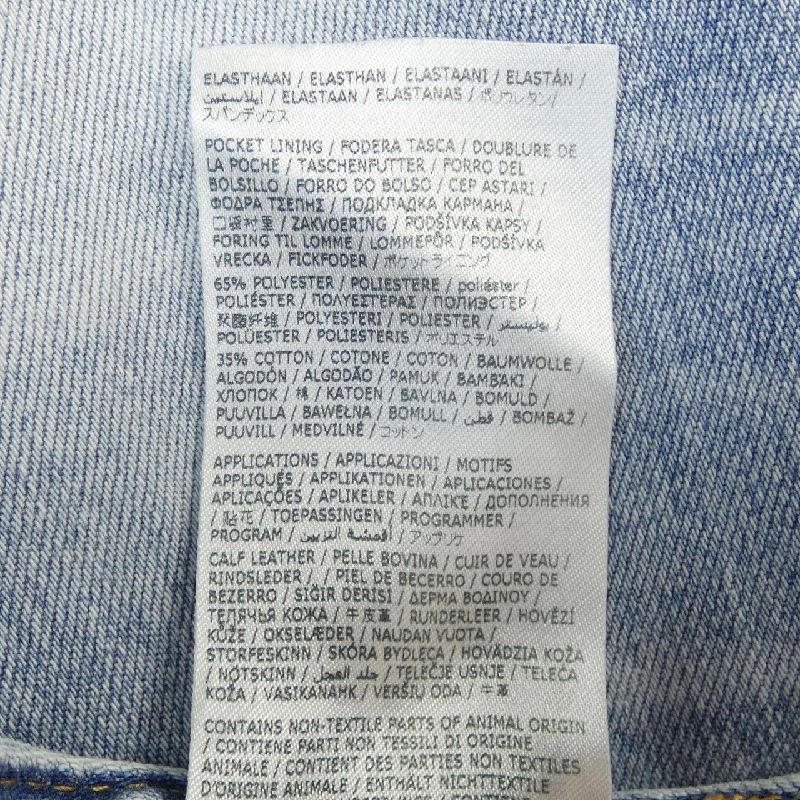 ELASTHAAN / ELASTHAN / ELASTAANI / ELASTÁN /
إيلاستين / ELASTAAN / ELASTANAS / ポリウレタン/
スパンデックス
POCKET LINING / FODERA TASCA / DOUBLURE DE
LA POCHE / TASCHENFUTTER / FORRO DEL
BOLSILLO / FORRO DO BOLSO / CEP ASTARI /
ΦΟΔΡΑ ΤΣΕΠΗΣ / ПОДКЛАДКА КАРМАНА /
口袋衬里 / ZAKVOERING / PODŠÍVKA KAPSY /
FORING TIL LOMME / LOMMEFÔR / PODŠÍVKA
VRECKA / FICKFODER / ポケットライニング
65% POLYESTER / POLIESTERE / poliéster /
POLIÉSTER / ΠΟΛΥΕΣΤΕΡΑΣ / ПОЛИЭСТЕР /
聚酯纤维 / POLYESTERI / POLIESTER / بوليستر /
POLÜESTER / POLIESTERIS / ポリエステル
35% COTTON / COTONE / COTON / BAUMWOLLE /
ALGODÓN / ALGODÃO / PAMUK / ΒΑΜΒΑΚΙ /
ХЛОПОК / 棉 / KATOEN / BAVLNA / BOMULD /
PUUVILLA / BAWEŁNA / BOMULL / قطن / BOMBAŽ /
PUUVILL / MEDVILNĖ / コットン
APPLICATIONS / APPLICAZIONI / MOTIFS
APPLIQUÉS / APPLIKATIONEN / APLICACIONES /
APLICAÇÕES / APLIKELER / ΑΠΛΙΚΕ / ДОПОЛНЕНИЯ
/ 貼花 / TOEPASSINGEN / PROGRAMMER /
PROGRAM / أقمشة التزيين / アップリケ
CALF LEATHER / PELLE BOVINA / CUIR DE VEAU /
RINDSLEDER / / PIEL DE BECERRO / COURO DE
BEZERRO / SIĞIR DERİSİ / ΔΕΡΜΑ ΒΟΔΙΝΟΥ /
ТЕЛЯЧЬЯ КОЖА / 牛皮革 / RUNDERLEER / HOVĚZÍ
KŮŽE / OKSELÆDER / NAUDAN VUOTA /
STORFESKINN / SKÓRA BYDLĘCA / HOVÄDZIA KOŽA
/ NÖTSKINN / جلد العجل / TELEČJE USNJE / TELEĆA
KOŽA / VASIKANAHK / VERŠIŲ ODA / 牛革
CONTAINS NON-TEXTILE PARTS OF ANIMAL ORIGIN
/ CONTIENE PARTI NON TESSILI DI ORIGINE
ANIMALE / CONTIENT DES PARTIES NON TEXTILES
D'ORIGINE ANIMALE / ENTHÄLT NICHTTEXTILE